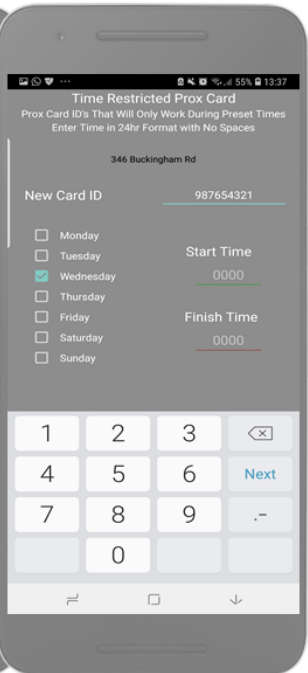 55% 13:37
Time Restricted Prox Card
Prox Card ID's That Will Only Work During Preset Times
Enter Time in 24hr Format with No Spaces
346 Buckingham Rd
New Card ID 987654321
Monday
Tuesday
Wednesday
Thursday
Friday
Saturday
Sunday
Start Time
0000
Finish Time
0000
1 2 3
4 5 6 Next
7 8 9 .-
0